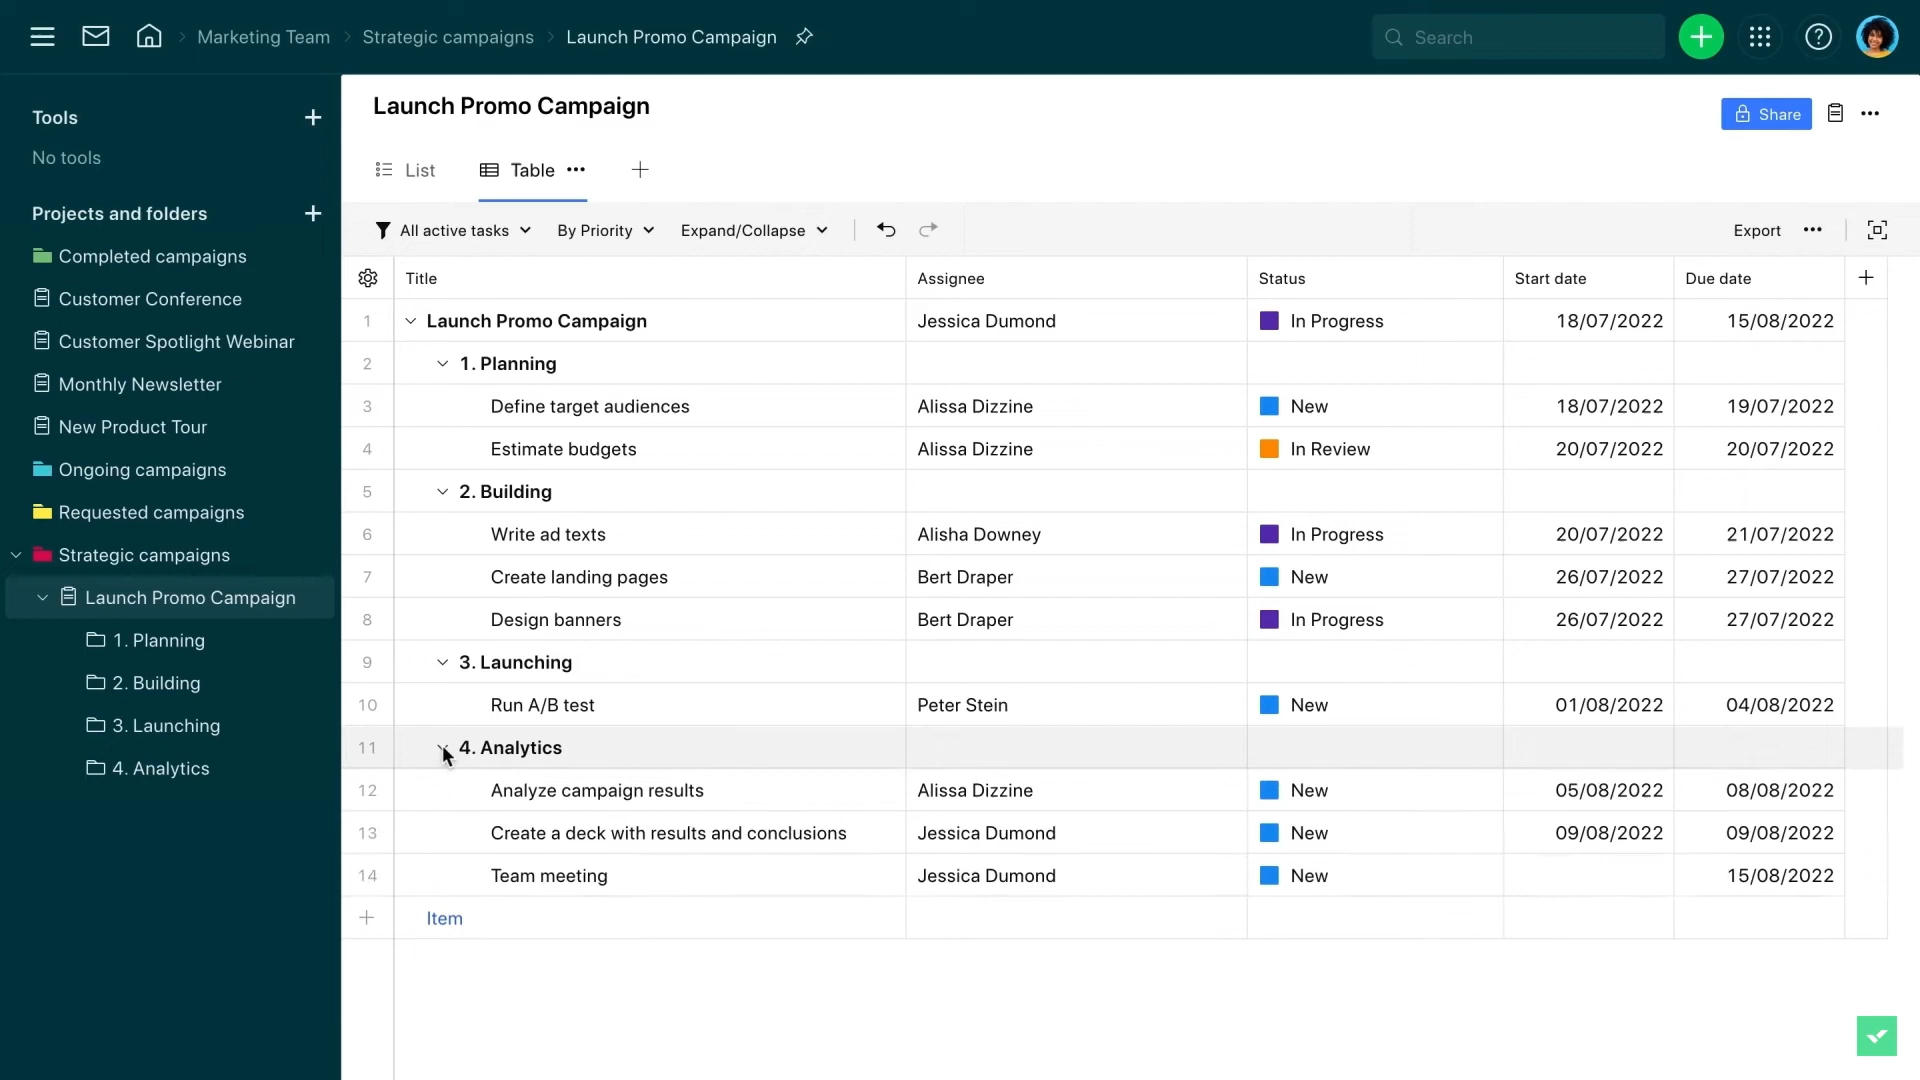 Marketing Team
Strategic campaigns
Launch Promo Campaign
Search
Tools
No tools
Projects and folders
Completed campaigns
Customer Conference
Customer Spotlight Webinar
Monthly Newsletter
New Product Tour
Ongoing campaigns
Requested campaigns
Strategic campaigns
Launch Promo Campaign
1. Planning
2. Building
3. Launching
4. Analytics
Launch Promo Campaign
Share
List
Table
All active tasks
By Priority
Expand/Collapse
Export
Title Assignee Status Start date Due date
1 Launch Promo Campaign Jessica Dumond In Progress 18/07/2022 15/08/2022
2 1. Planning
3 Define target audiences Alissa Dizzine New 18/07/2022 19/07/2022
4 Estimate budgets Alissa Dizzine In Review 20/07/2022 20/07/2022
5 2. Building
6 Write ad texts Alisha Downey In Progress 20/07/2022 21/07/2022
7 Create landing pages Bert Draper New 26/07/2022 27/07/2022
8 Design banners Bert Draper In Progress 26/07/2022 27/07/2022
9 3. Launching
10 Run A/B test Peter Stein New 01/08/2022 04/08/2022
11 4. Analytics
12 Analyze campaign results Alissa Dizzine New 05/08/2022 08/08/2022
13 Create a deck with results and conclusions Jessica Dumond New 09/08/2022 09/08/2022
14 Team meeting Jessica Dumond New 15/08/2022
Item